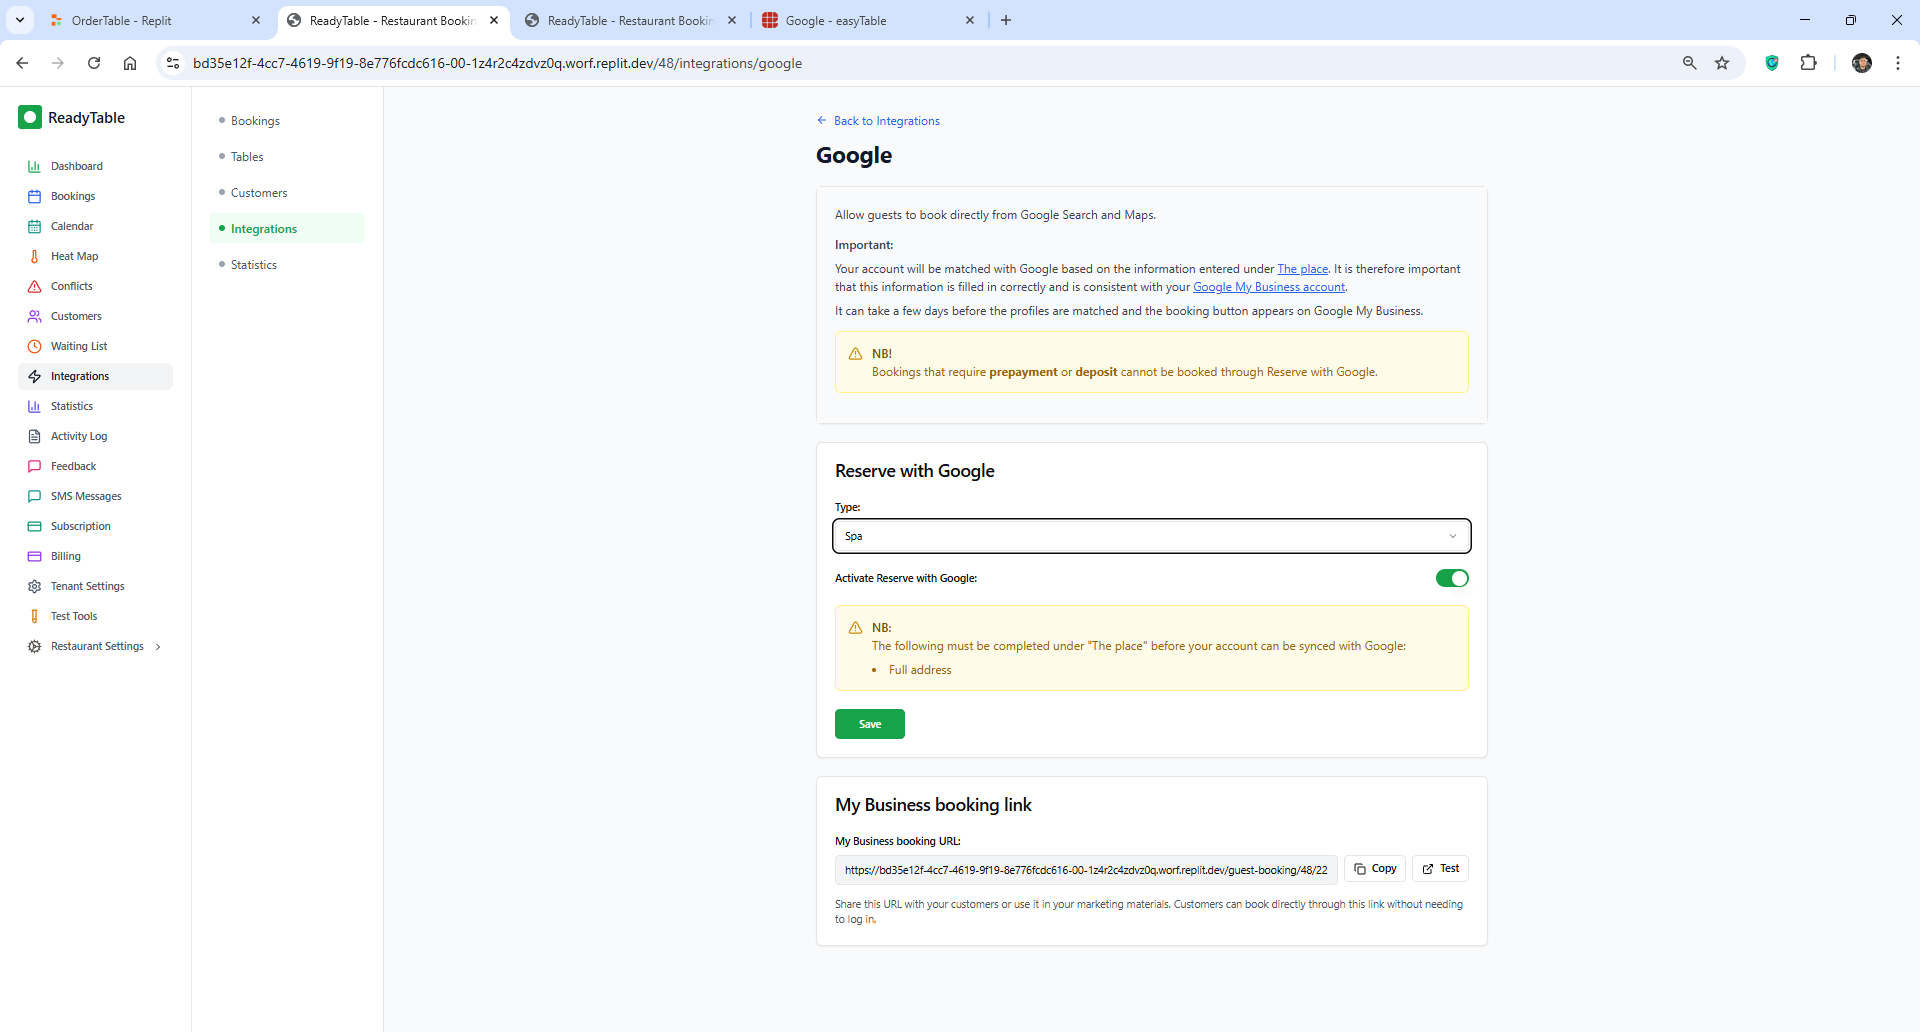 OrderTable - Replit
ReadyTable - Restaurant Bookin
ReadyTable - Restaurant Bookin
Google - easyTable
bd35e12f-4cc7-4619-9f19-8e776fcdc616-00-1z4r2c4zdvz0q.worf.replit.dev/48/integrations/google
ReadyTable
Dashboard
Bookings
Calendar
Heat Map
Conflicts
Customers
Waiting List
Integrations
Statistics
Activity Log
Feedback
SMS Messages
Subscription
Billing
Tenant Settings
Test Tools
Restaurant Settings
Bookings
Tables
Customers
Integrations
Statistics
Back to Integrations
Google
Allow guests to book directly from Google Search and Maps.
Important:
Your account will be matched with Google based on the information entered under The place. It is therefore important
that this information is filled in correctly and is consistent with your Google My Business account.
It can take a few days before the profiles are matched and the booking button appears on Google My Business.
NB!
Bookings that require prepayment or deposit cannot be booked through Reserve with Google.
Reserve with Google
Type:
Spa
Activate Reserve with Google:
NB:
The following must be completed under "The place" before your account can be synced with Google:
• Full address
Save
My Business booking link
My Business booking URL:
https://bd35e12f-4cc7-4619-9f19-8e776fcdc616-00-1z4r2c4zdvz0q.worf.replit.dev/guest-booking/48/22
Copy
Test
Share this URL with your customers or use it in your marketing materials. Customers can book directly through this link without needing
to log in.